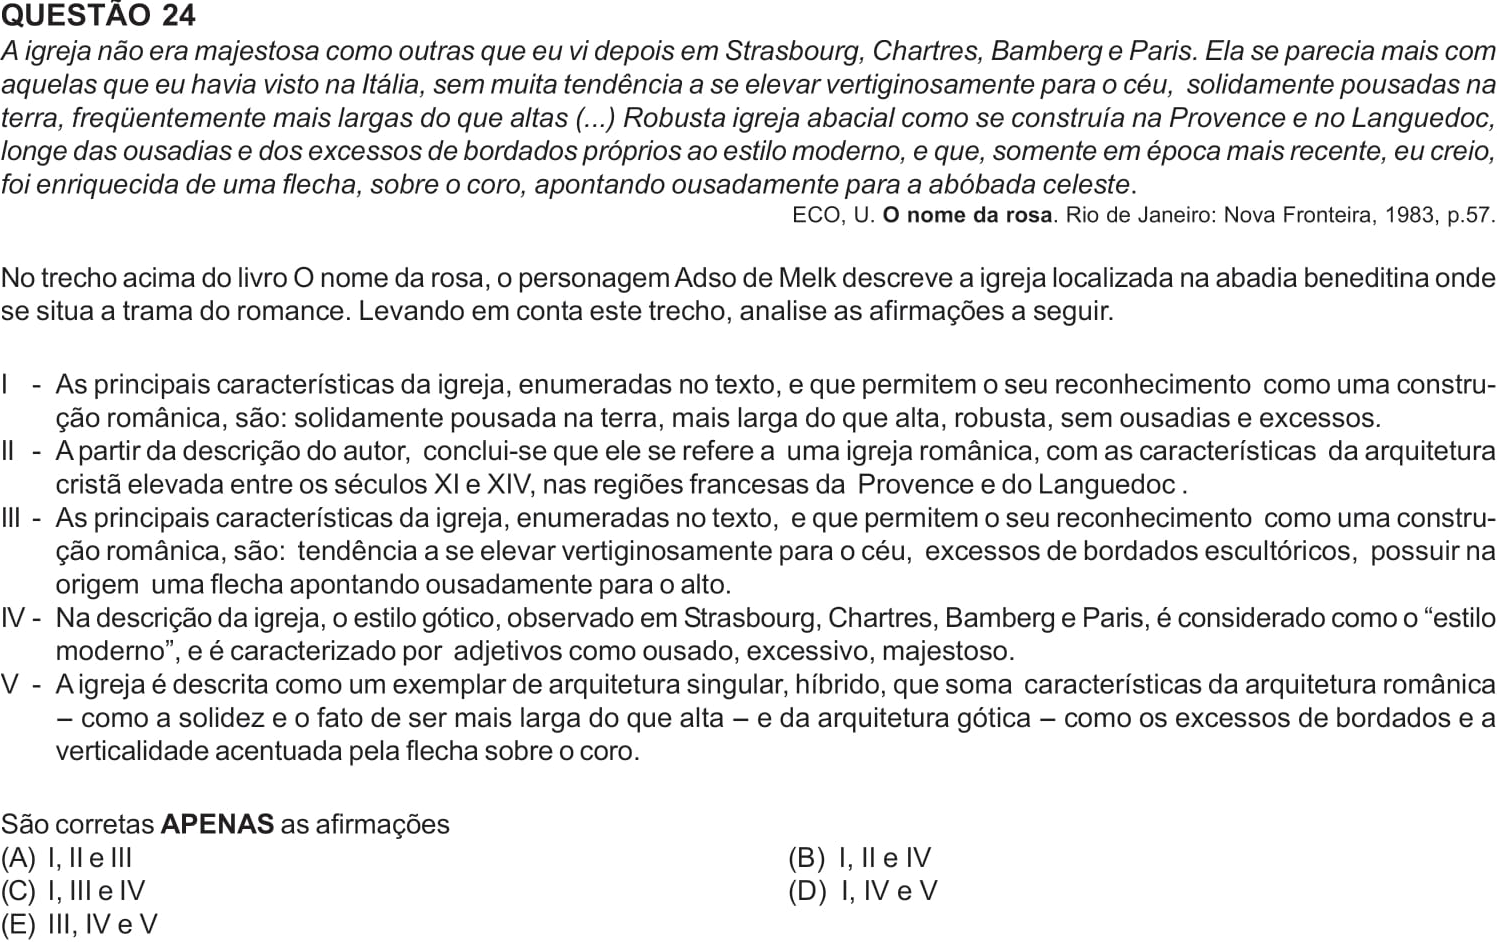 QUESTÃO 24
A igreja não era majestosa como outras que eu vi depois em Strasbourg, Chartres, Bamberg e Paris. Ela se parecia mais com
aquelas que eu havia visto na Itália, sem muita tendência a se elevar vertiginosamente para o céu, solidamente pousadas na
terra, freqüentemente mais largas do que altas (...) Robusta igreja abacial como se construía na Provence e no Languedoc,
longe das ousadias e dos excessos de bordados próprios ao estilo moderno, e que, somente em época mais recente, eu creio,
foi enriquecida de uma flecha, sobre o coro, apontando ousadamente para a abóbada celeste.
ECO, U. O nome da rosa. Rio de Janeiro: Nova Fronteira, 1983, p.57.
No trecho acima do livro O nome da rosa, o personagem Adso de Melk descreve a igreja localizada na abadia beneditina onde
se situa a trama do romance. Levando em conta este trecho, analise as afirmações a seguir.
I - As principais características da igreja, enumeradas no texto, e que permitem o seu reconhecimento como uma constru-
ção românica, são: solidamente pousada na terra, mais larga do que alta, robusta, sem ousadias e excessos.
II - A partir da descrição do autor, conclui-se que ele se refere a uma igreja românica, com as características da arquitetura
cristã elevada entre os séculos XI e XIV, nas regiões francesas da Provence e do Languedoc .
III - As principais características da igreja, enumeradas no texto, e que permitem o seu reconhecimento como uma constru-
ção românica, são: tendência a se elevar vertiginosamente para o céu, excessos de bordados escultóricos, possuir na
origem uma flecha apontando ousadamente para o alto.
IV - Na descrição da igreja, o estilo gótico, observado em Strasbourg, Chartres, Bamberg e Paris, é considerado como o “estilo
moderno”, e é caracterizado por adjetivos como ousado, excessivo, majestoso.
V - A igreja é descrita como um exemplar de arquitetura singular, híbrido, que soma características da arquitetura românica
– como a solidez e o fato de ser mais larga do que alta – e da arquitetura gótica – como os excessos de bordados e a
verticalidade acentuada pela flecha sobre o coro.
São corretas APENAS as afirmações
(A) I, II e III
(B) I, II e IV
(C) I, III e IV
(D) I, IV e V
(E) III, IV e V